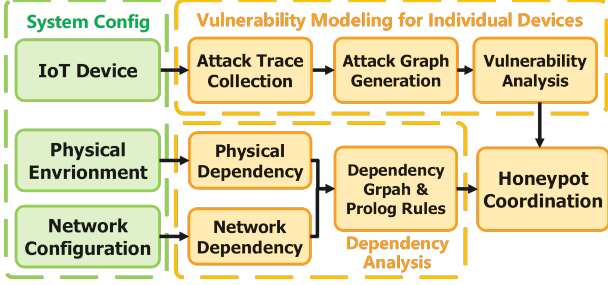 System Config
Vulnerability Modeling for Individual Devices
IoT Device
Attack Trace
Collection
Attack Graph
Generation
Vulnerability
Analysis
Physical
Envrionment
Physical
Dependency
Dependency
Grpah &
Prolog Rules
Honeypot
Coordination
Network
Configuration
Network
Dependency
Dependency
Analysis